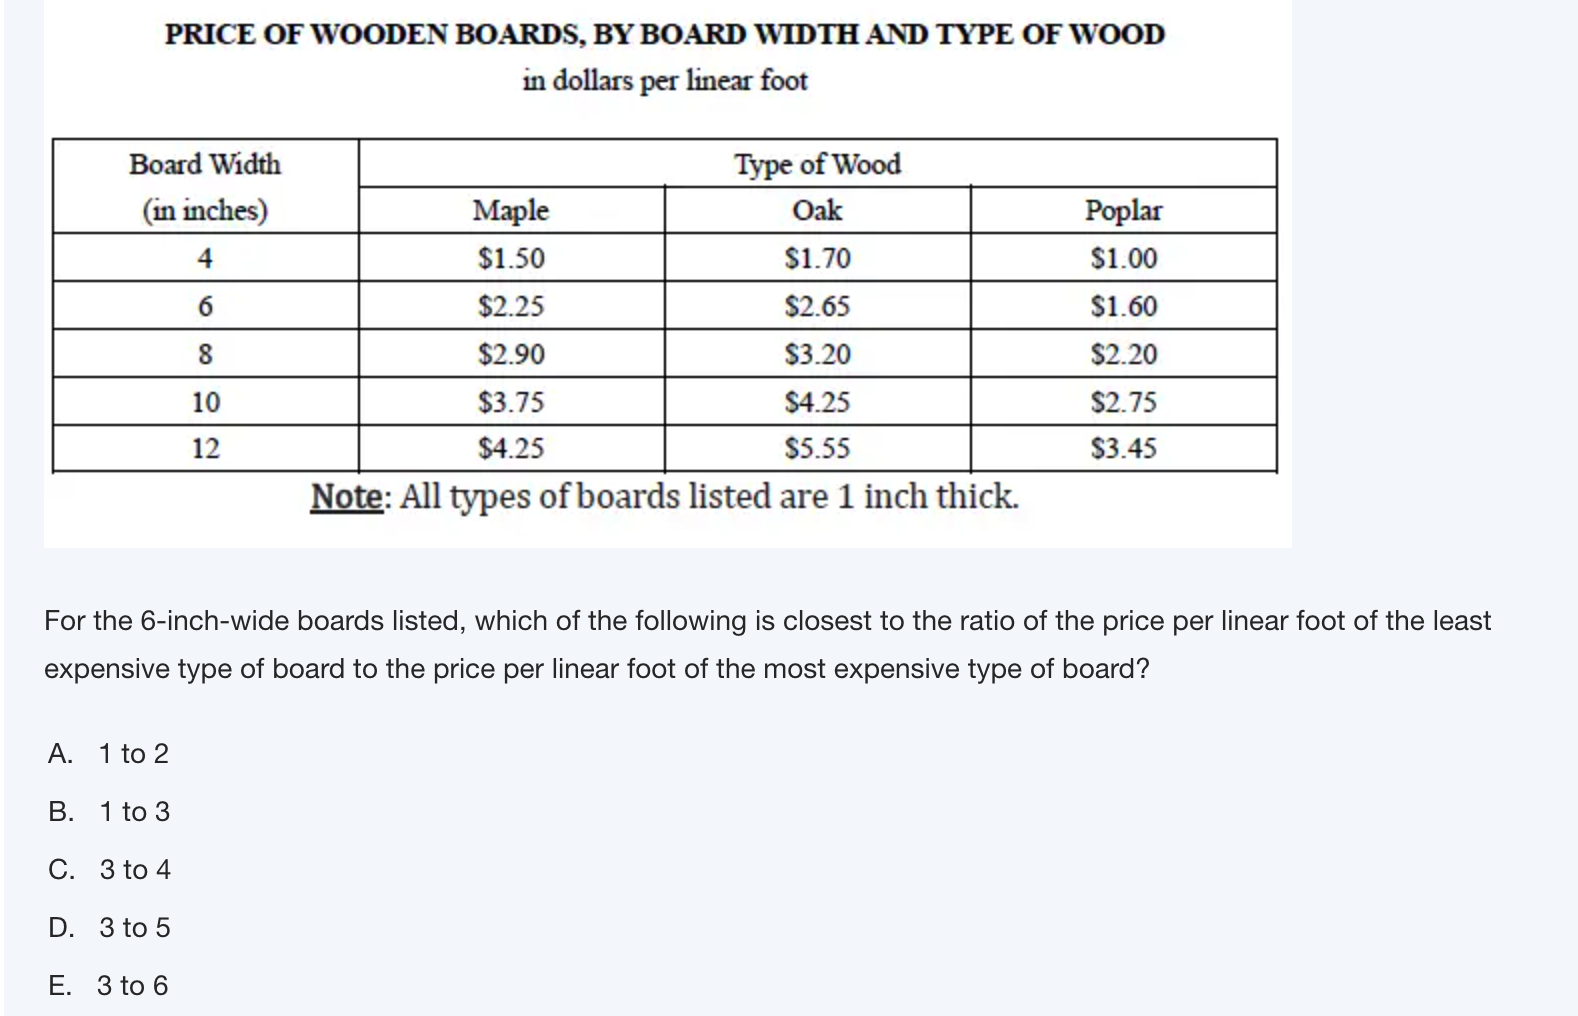 PRICE OF WOODEN BOARDS, BY BOARD WIDTH AND TYPE OF WOOD
in dollars per linear foot
Board Width Type of Wood
(in inches) Maple Oak Poplar
4 $1.50 $1.70 $1.00
6 $2.25 $2.65 $1.60
8 $2.90 $3.20 $2.20
10 $3.75 $4.25 $2.75
12 $4.25 $5.55 $3.45
Note: All types of boards listed are 1 inch thick.
For the 6-inch-wide boards listed, which of the following is closest to the ratio of the price per linear foot of the least
expensive type of board to the price per linear foot of the most expensive type of board?
A. 1 to 2
B. 1 to 3
C. 3 to 4
D. 3 to 5
E. 3 to 6